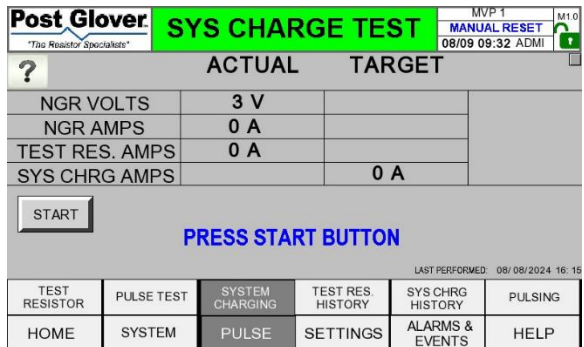 Post Glover
"The Resistor Specialists"
SYS CHARGE TEST
MVP 1
MANUAL RESET
08/09 09:32 ADMI
M1.0
?
ACTUAL TARGET
NGR VOLTS 3 V
NGR AMPS 0 A
TEST RES. AMPS 0 A
SYS CHRG AMPS 0 A
START
PRESS START BUTTON
LAST PERFORMED: 08/08/2024 16:15
TEST RESISTOR
PULSE TEST
SYSTEM CHARGING
TEST RES. HISTORY
SYS CHRG HISTORY
PULSING
HOME
SYSTEM
PULSE
SETTINGS
ALARMS & EVENTS
HELP